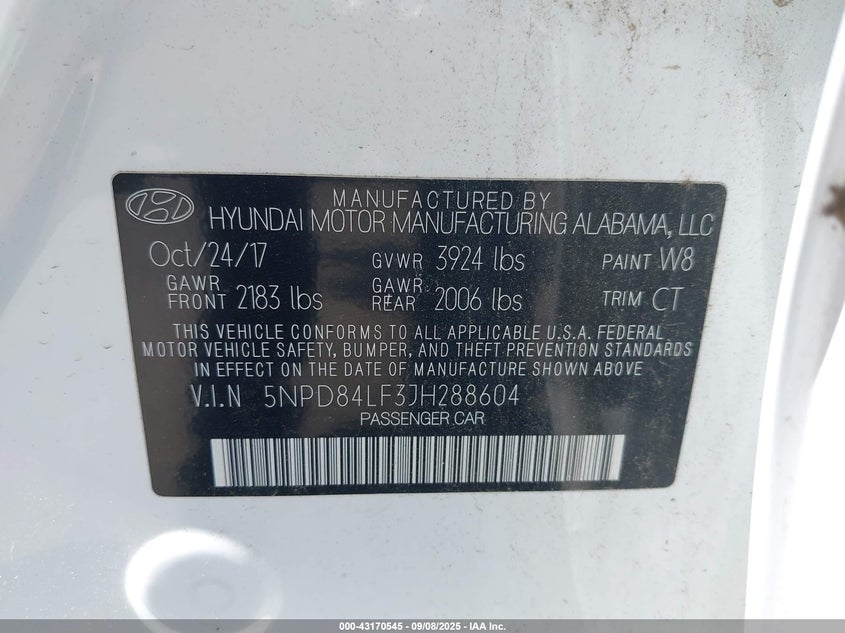 MANUFACTURED BY
HYUNDAI MOTOR MANUFACTURING ALABAMA, LLC
Oct/24/17 GVWR 3924 lbs PAINT W8
GAWR FRONT 2183 lbs GAWR REAR 2006 lbs TRIM CT
THIS VEHICLE CONFORMS TO ALL APPLICABLE U.S.A. FEDERAL
MOTOR VEHICLE SAFETY, BUMPER, AND THEFT PREVENTION STANDARDS
IN EFFECT ON THE DATE OF MANUFACTURE SHOWN ABOVE.
V.I.N 5NPD84LF3JH288604
PASSENGER CAR
000-43170545 - 09/08/2025 - IAA Inc.